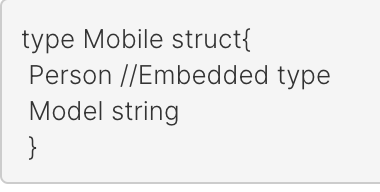 type Mobile struct{
Person //Embedded type
Model string
}